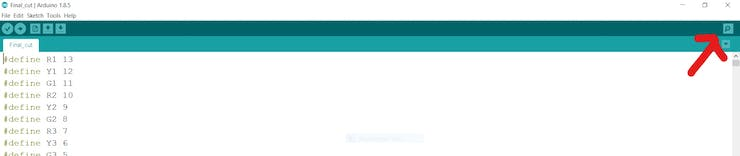 Final_cut | Arduino 1.8.5
File Edit Sketch Tools Help
Final_cut
#define R1 13
#define Y1 12
#define G1 11
#define R2 10
#define Y2 9
#define G2 8
#define R3 7
#define Y3 6
#define G3 5